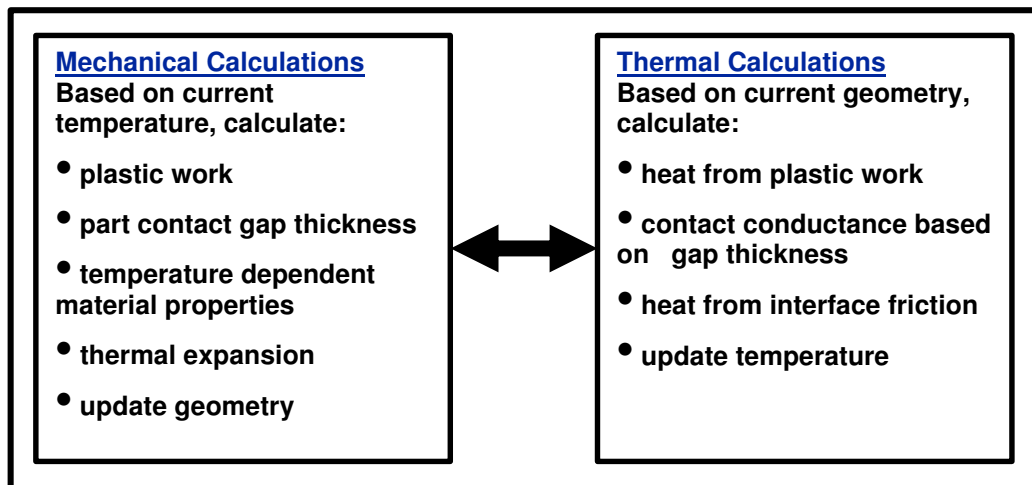 Mechanical Calculations
Based on current
temperature, calculate:
• plastic work
• part contact gap thickness
• temperature dependent
material properties
• thermal expansion
• update geometry
Thermal Calculations
Based on current geometry,
calculate:
• heat from plastic work
• contact conductance based
on gap thickness
• heat from interface friction
• update temperature